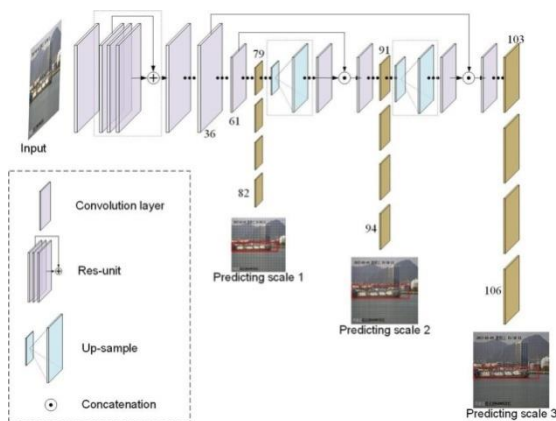 103
79
91
36
61
Input
82
94
106
Convolution layer
Res-unit
Up-sample
Concatenation
Predicting scale 1
Predicting scale 2
Predicting scale 3